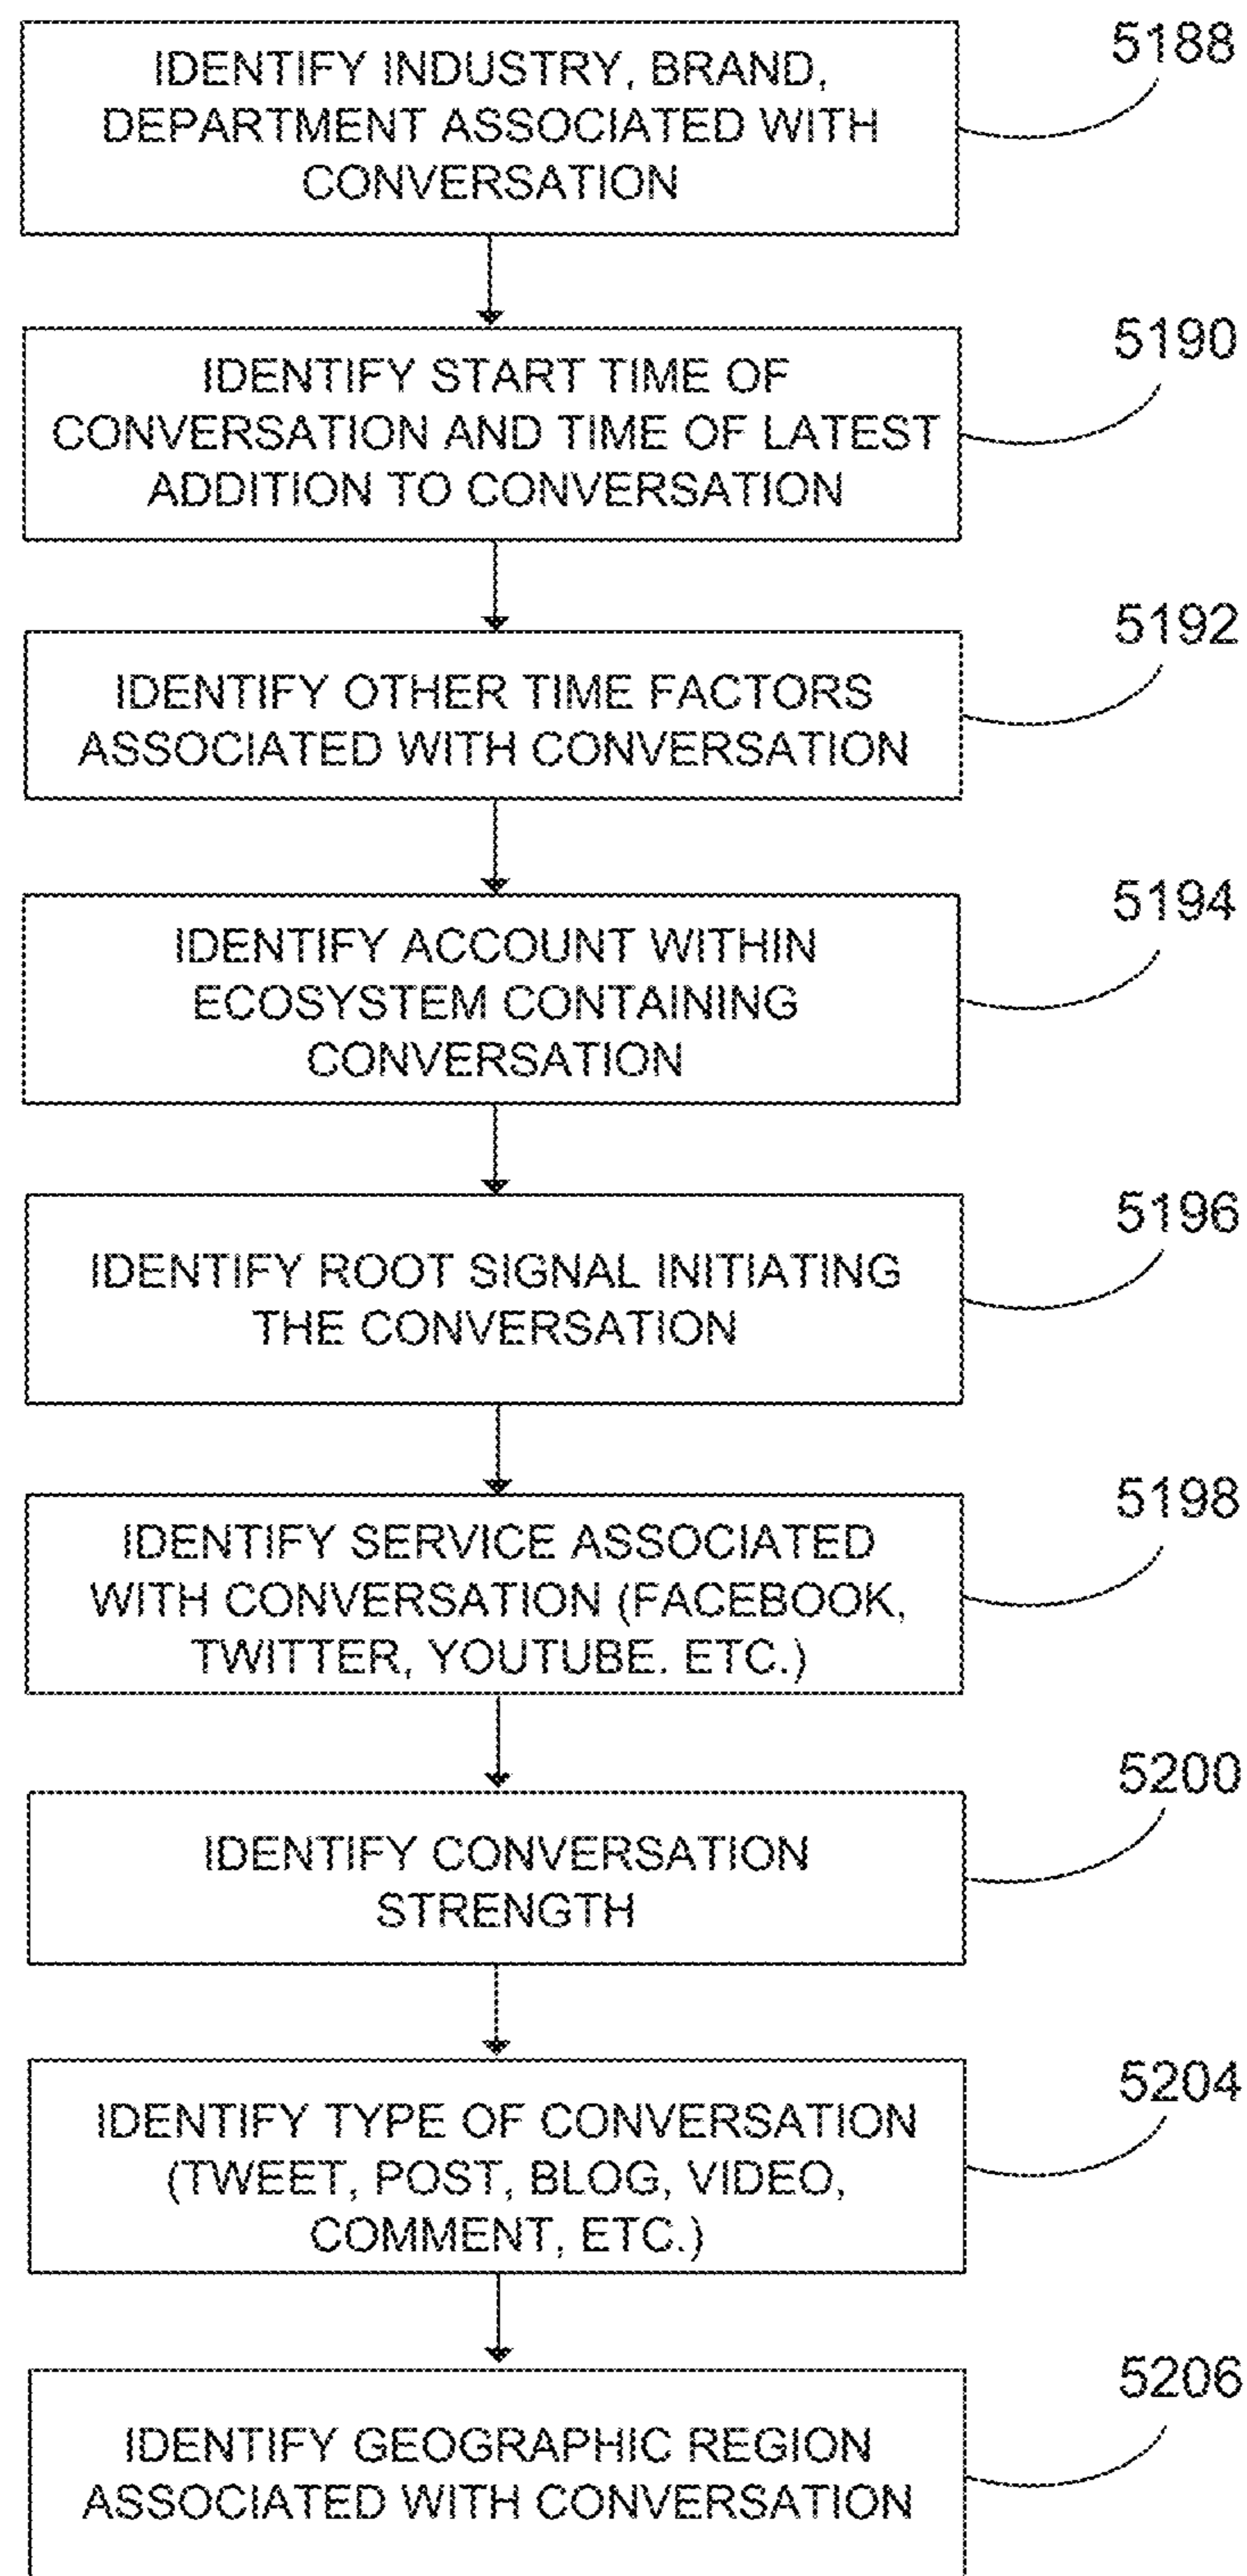 IDENTIFY INDUSTRY, BRAND,
DEPARTMENT ASSOCIATED WITH
CONVERSATION
5188
IDENTIFY START TIME OF
CONVERSATION AND TIME OF LATEST
ADDITION TO CONVERSATION
5190
IDENTIFY OTHER TIME FACTORS
ASSOCIATED WITH CONVERSATION
5192
IDENTIFY ACCOUNT WITHIN
ECOSYSTEM CONTAINING
CONVERSATION
5194
IDENTIFY ROOT SIGNAL INITIATING
THE CONVERSATION
5196
IDENTIFY SERVICE ASSOCIATED
WITH CONVERSATION (FACEBOOK,
TWITTER, YOUTUBE. ETC.)
5198
IDENTIFY CONVERSATION
STRENGTH
5200
IDENTIFY TYPE OF CONVERSATION
(TWEET, POST, BLOG, VIDEO,
COMMENT, ETC.)
5204
IDENTIFY GEOGRAPHIC REGION
ASSOCIATED WITH CONVERSATION
5206